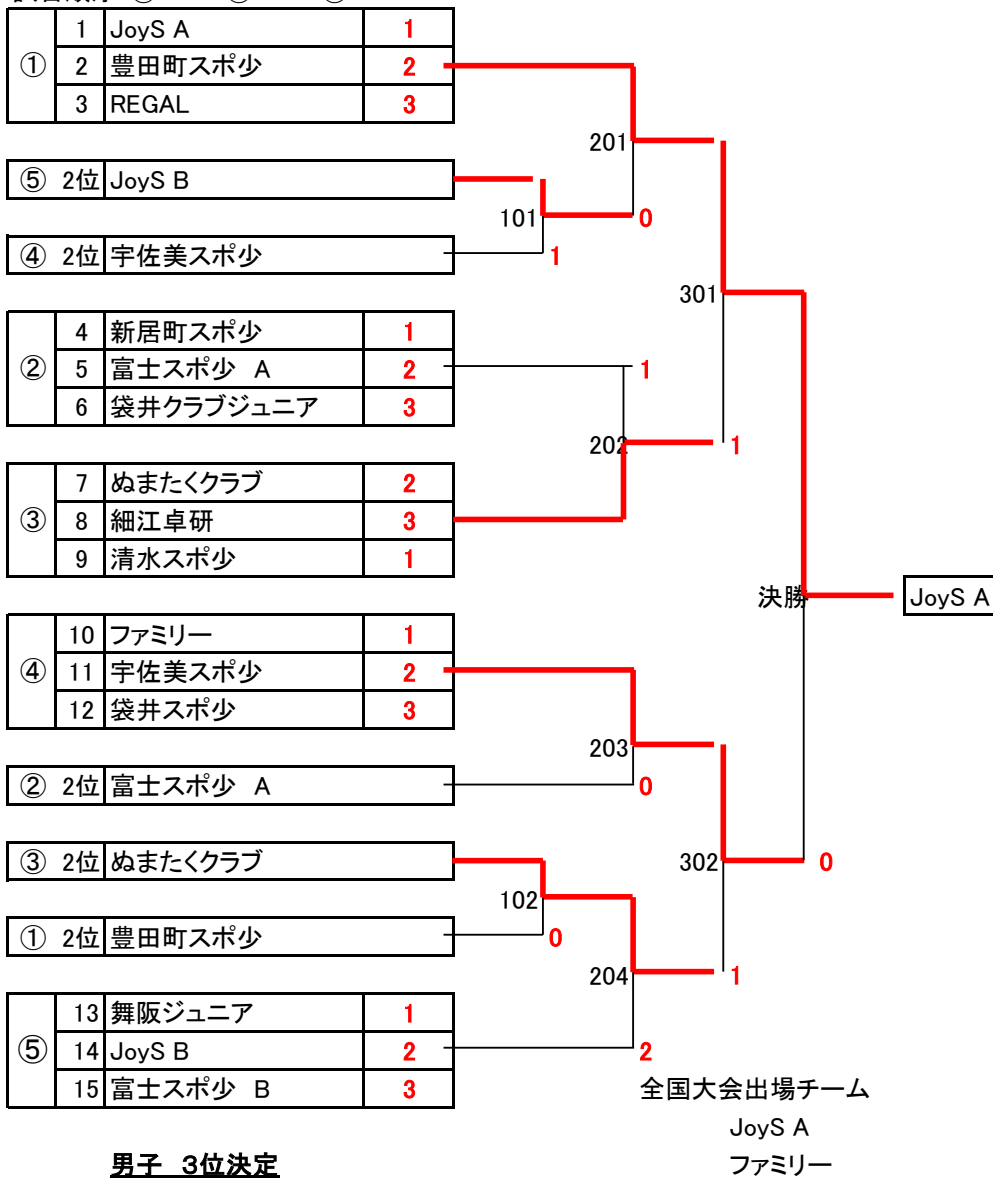 1 JoyS A 1
① 2 豊田町スポ少 2
3 REGAL 3
201
⑤ 2位 JoyS B
101 0
④ 2位 宇佐美スポ少 1
301
4 新居町スポ少 1
② 5 富士スポ少 A 2 1
6 袋井クラブジュニア 3
202 1
7 ぬまたくクラブ 2
③ 8 細江卓研 3
9 清水スポ少 1
決勝 JoyS A
10 ファミリー 1
④ 11 宇佐美スポ少 2
12 袋井スポ少 3
203
② 2位 富士スポ少 A 0
③ 2位 ぬまたくクラブ 302 0
102
① 2位 豊田町スポ少 0
204 1
13 舞阪ジュニア 1
⑤ 14 JoyS B 2 2
15 富士スポ少 B 3
全国大会出場チーム
JoyS A
男子 3位決定 ファミリー